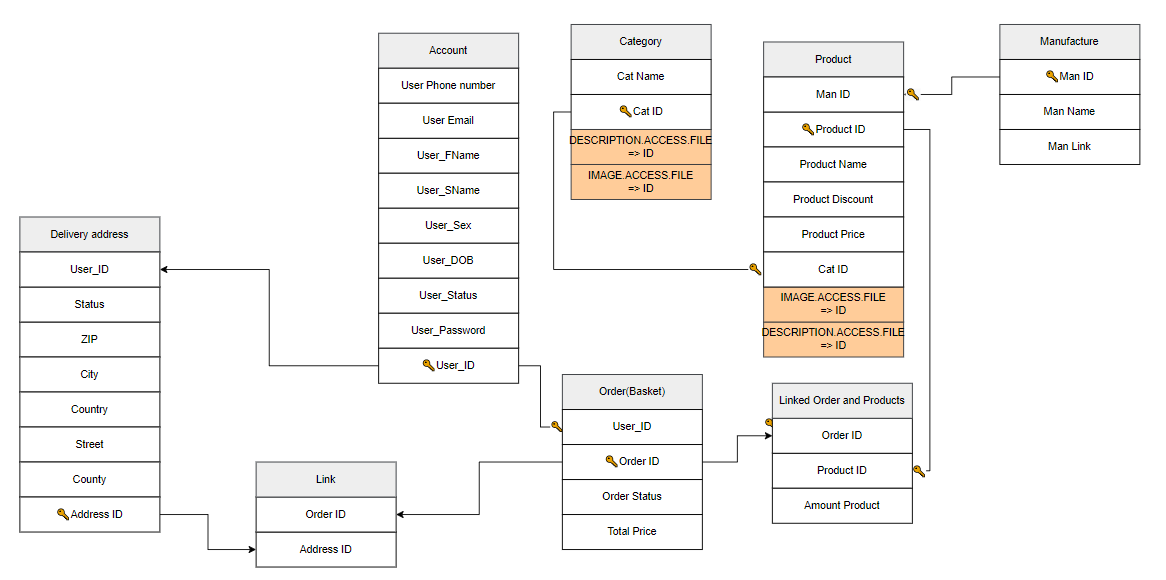 Account
User Phone number
User Email
User_FName
User_SName
User_Sex
User_DOB
User_Status
User_Password
User_ID
Category
Cat Name
Cat ID
DESCRIPTION.ACCESS.FILE
=> ID
IMAGE.ACCESS.FILE
=> ID
Product
Man ID
Product ID
Product Name
Product Discount
Product Price
Cat ID
IMAGE.ACCESS.FILE
=> ID
DESCRIPTION.ACCESS.FILE
=> ID
Manufacture
Man ID
Man Name
Man Link
Delivery address
User_ID
Status
ZIP
City
Country
Street
County
Address ID
Link
Order ID
Address ID
Order(Basket)
User_ID
Order ID
Order Status
Total Price
Linked Order and Products
Order ID
Product ID
Amount Product